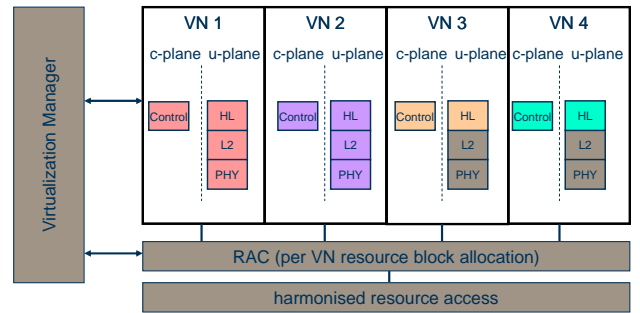 Virtualization Manager
VN 1
VN 2
VN 3
VN 4
c-plane u-plane
c-plane u-plane
c-plane u-plane
c-plane u-plane
Control
HL
L2
PHY
Control
HL
L2
PHY
Control
HL
L2
PHY
Control
HL
L2
PHY
RAC (per VN resource block allocation)
harmonised resource access